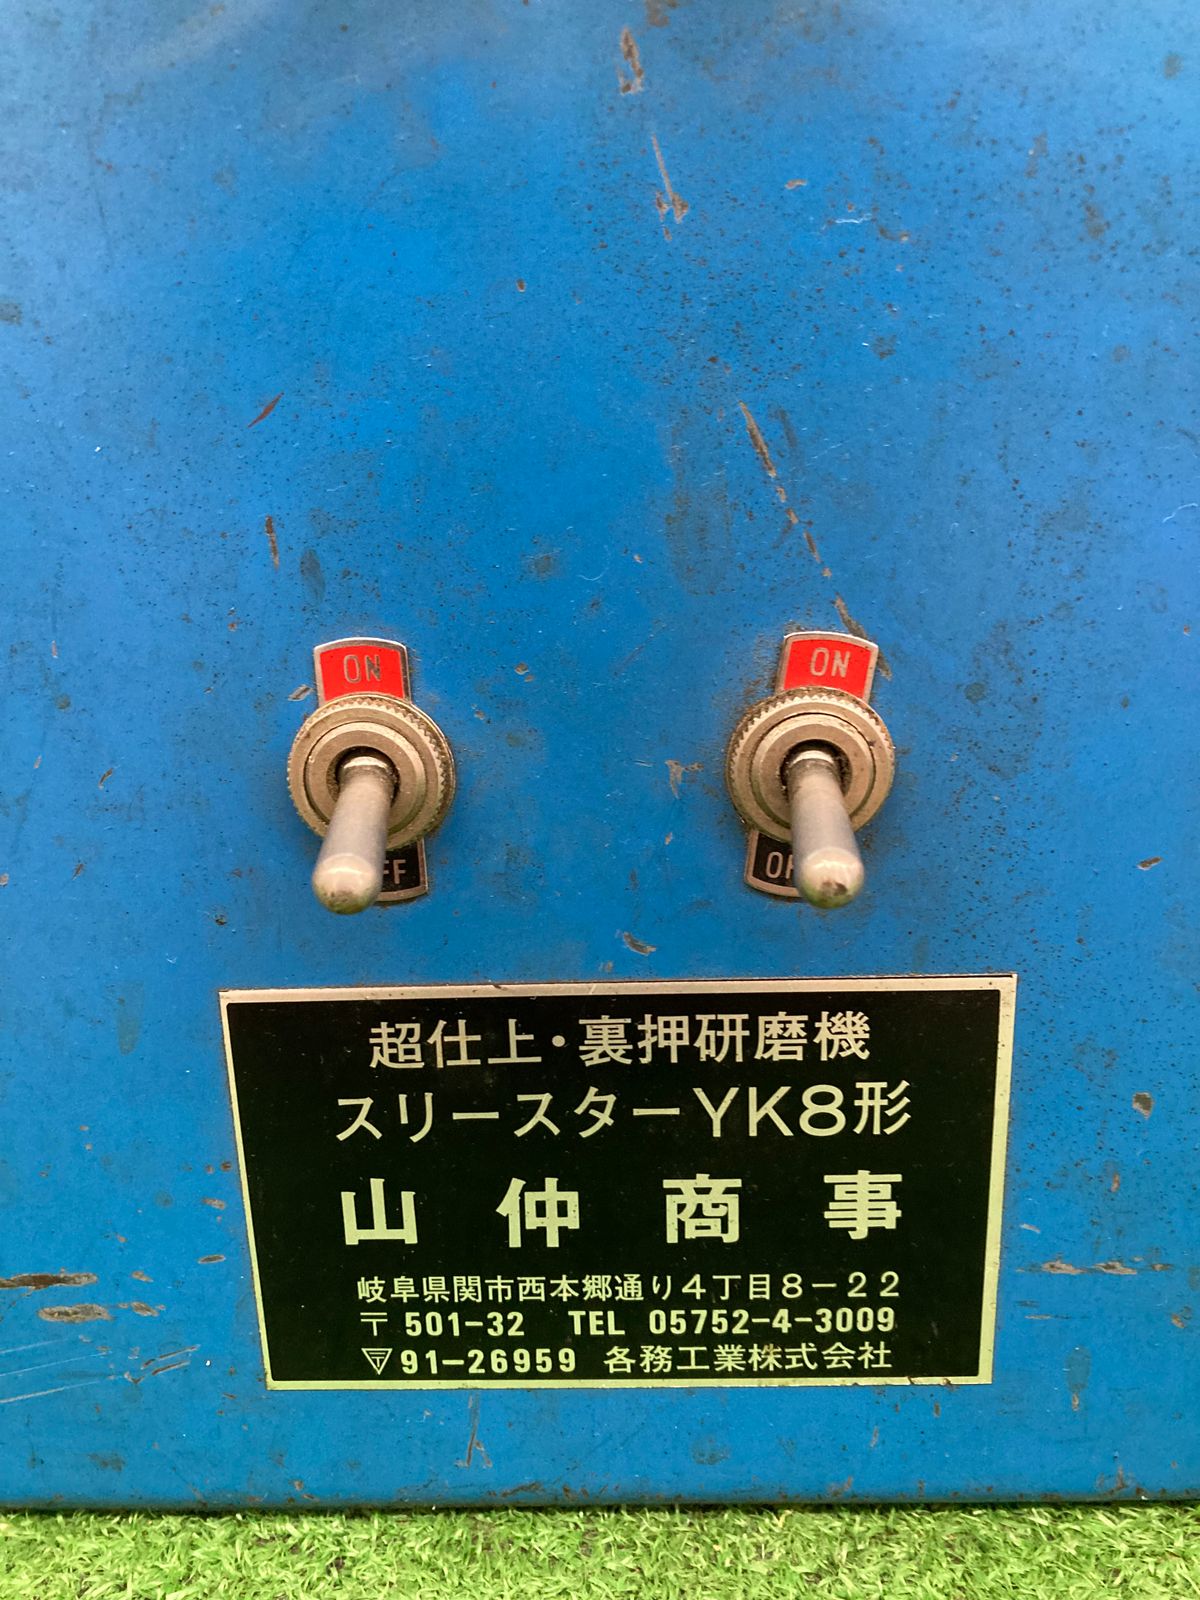 ON
ON
OFF
OFF
超仕上・裏押研磨機
スリースターYK8形
山仲商事
岐阜県関市西本郷通り4丁目8-22
〒501-32 TEL 05752-4-3009
91-26959 各務工業株式会社